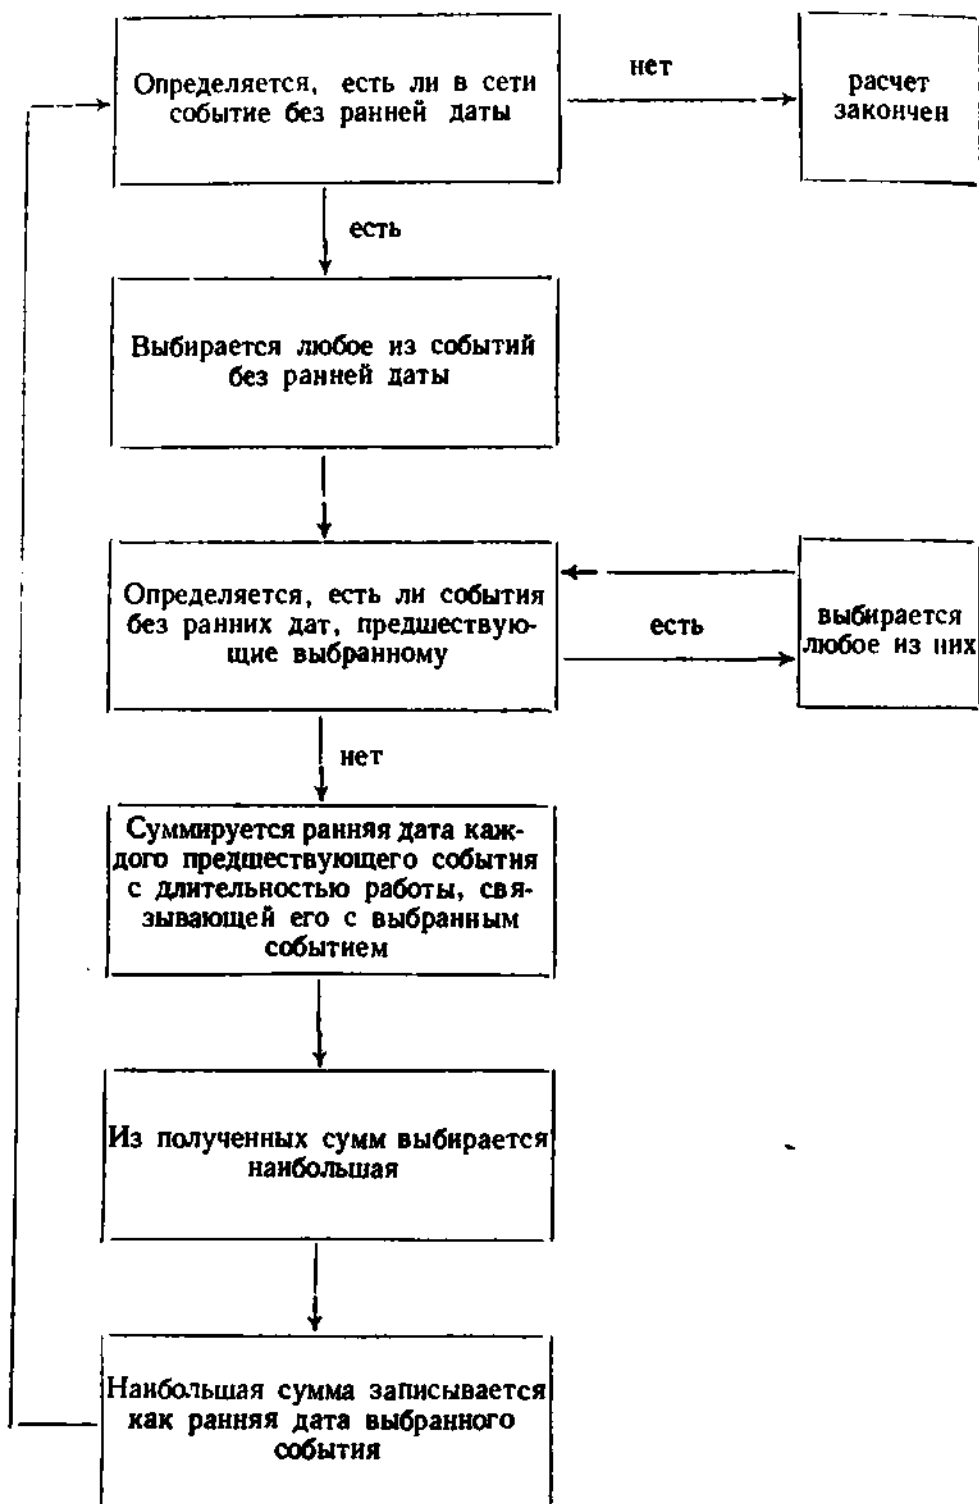 Определяется, есть ли в сети
событие без ранней даты
нет
расчет
закончен
есть
Выбирается любое из событий
без ранней даты
Определяется, есть ли события
без ранних дат, предшествую-
щие выбранному
есть
выбирается
любое из них
нет
Суммируется ранняя дата каж-
дого предшествующего события
с длительностью работы, свя-
зывающей его с выбранным
событием
Из полученных сумм выбирается
наибольшая
Наибольшая сумма записывается
как ранняя дата выбранного
события